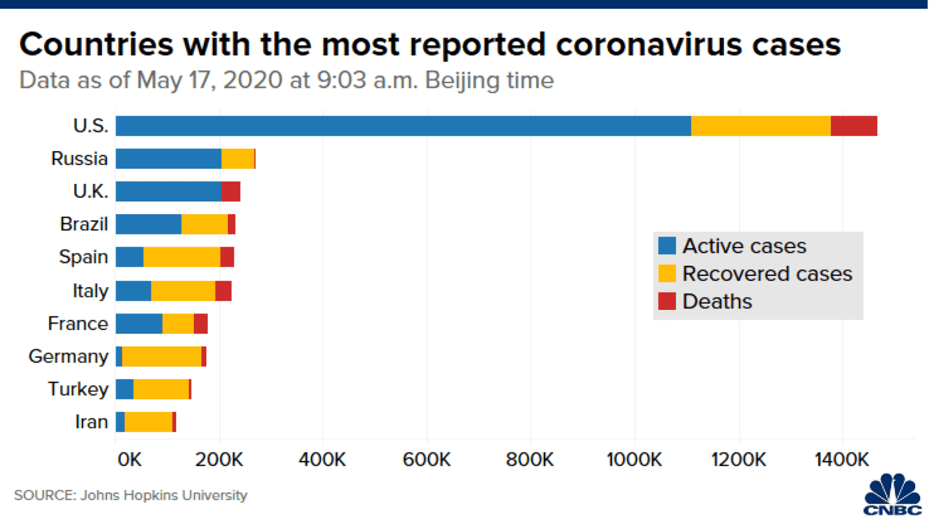 Countries with the most reported coronavirus cases
Data as of May 17, 2020 at 9:03 a.m. Beijing time
U.S.
Russia
U.K.
Brazil
Spain
Italy
France
Germany
Turkey
Iran
Active cases
Recovered cases
Deaths
0K 200K 400K 600K 800K 1000K 1200K 1400K
SOURCE: Johns Hopkins University
CNBC